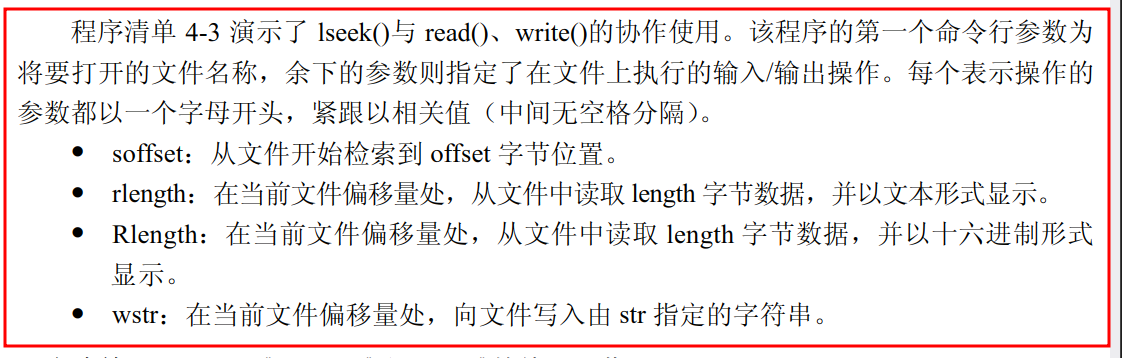 程序清单 4-3 演示了 lseek()与 read()、write()的协作使用。该程序的第一个命令行参数为
将要打开的文件名称，余下的参数则指定了在文件上执行的输入/输出操作。每个表示操作的
参数都以一个字母开头，紧跟以相关值（中间无空格分隔）。
● soffset：从文件开始检索到 offset 字节位置。
● rlength：在当前文件偏移量处，从文件中读取 length 字节数据，并以文本形式显示。
● Rlength：在当前文件偏移量处，从文件中读取 length 字节数据，并以十六进制形式
显示。
● wstr：在当前文件偏移量处，向文件写入由 str 指定的字符串。